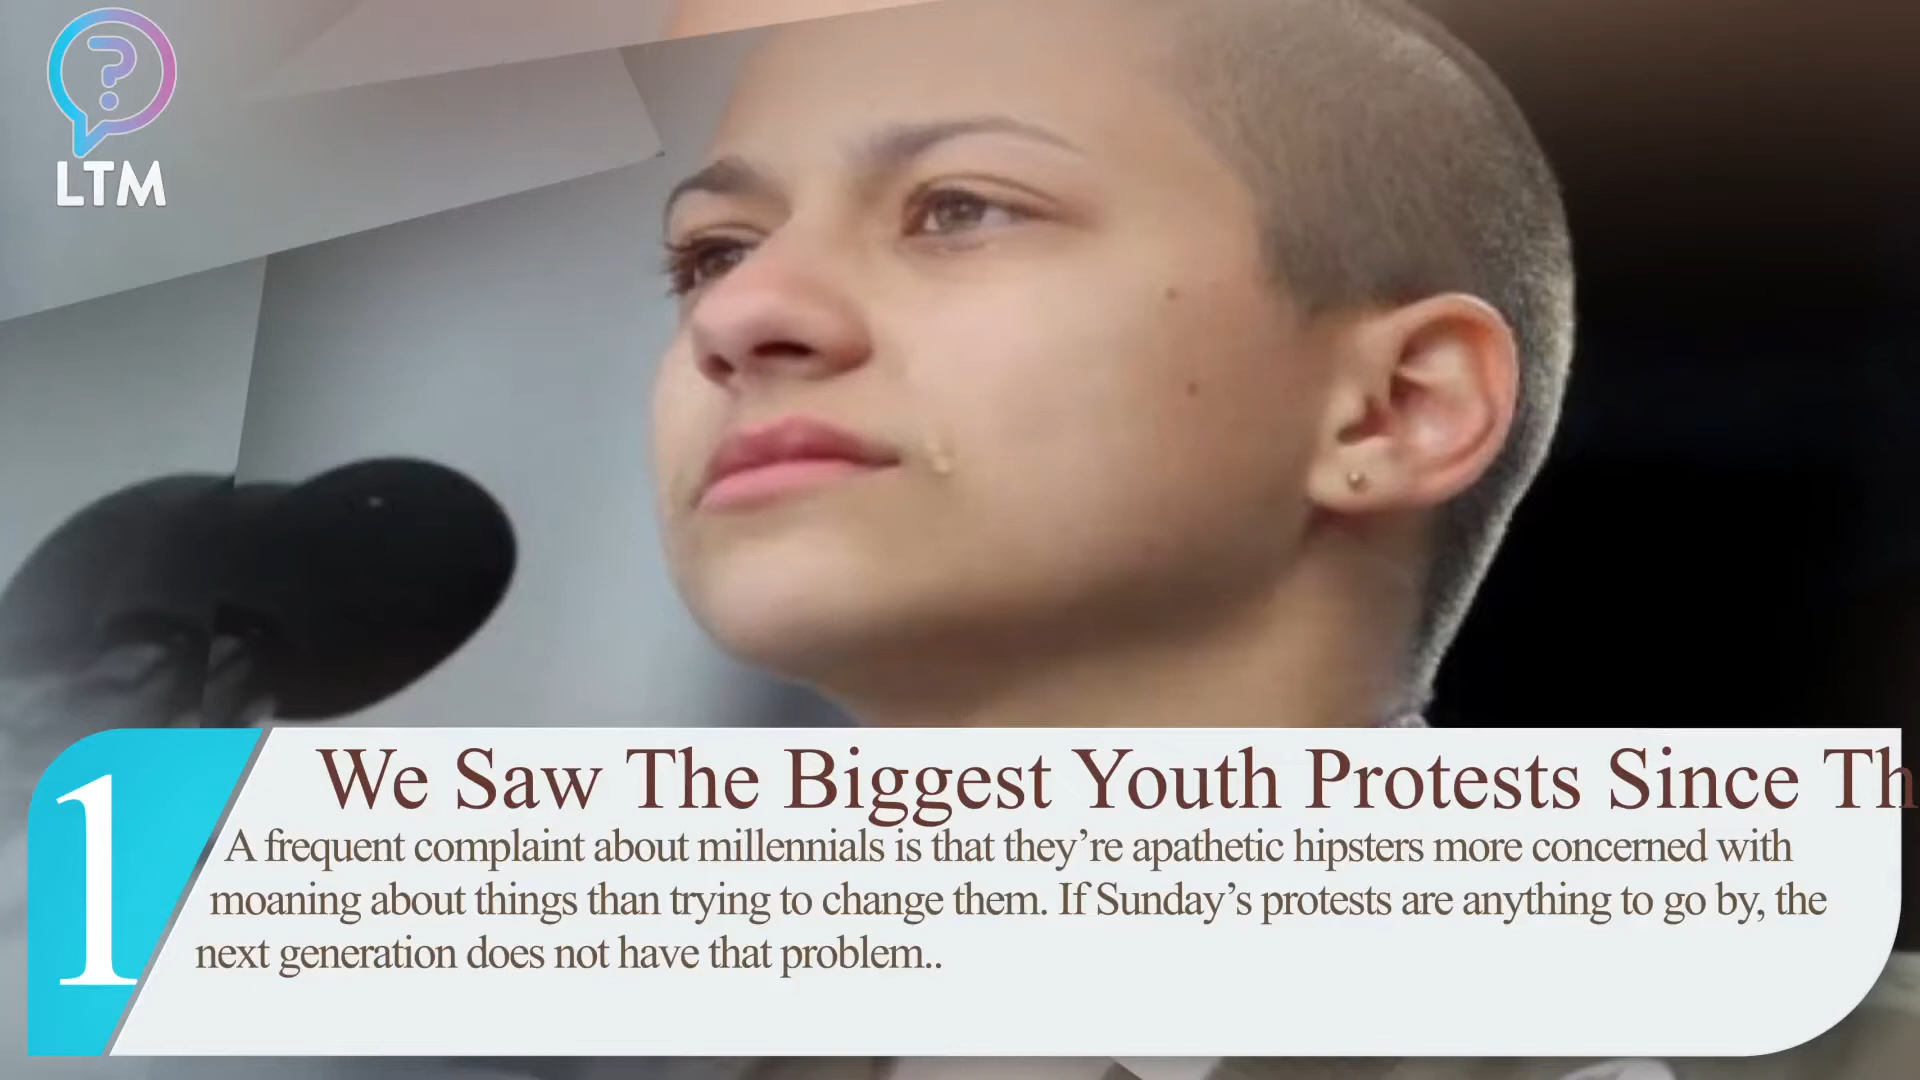 ?
LTM
1
We Saw The Biggest Youth Protests Since Th
A frequent complaint about millennials is that they’re apathetic hipsters more concerned with
moaning about things than trying to change them. If Sunday’s protests are anything to go by, the
next generation does not have that problem..